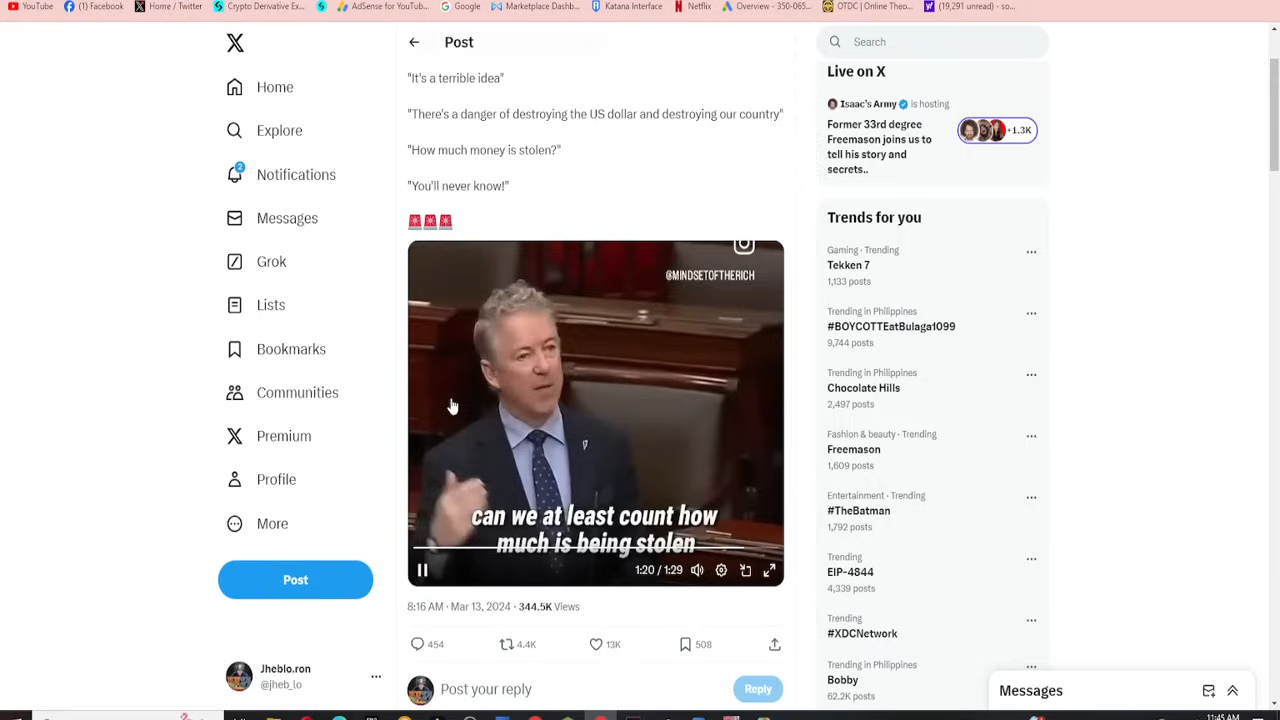 YouTube (1) Facebook Home / Twitter Crypto Derivative Ex... AdSense for YouTub... Google Marketplace Dashb... Katana Interface Netflix Overview - 350-065... OTDC | Online Theo... (19,291 unread) - so...
Home
Explore
2
Notifications
Messages
Grok
Lists
Bookmarks
Communities
Premium
Profile
More
Post
Jheblo.ron
@jheb_lo
Post
"It's a terrible idea"
"There's a danger of destroying the US dollar and destroying our country"
"How much money is stolen?"
"You'll never know!"
@MINDSETOFTHERICH
can we at least count how
much is being stolen
1:20 / 1:29
8:16 AM · Mar 13, 2024 · 344.5K Views
454 4.4K 13K 508
Post your reply
Reply
Search
Live on X
Isaac's Army is hosting
Former 33rd degree
Freemason joins us to
tell his story and
secrets..
+1.3K
Trends for you
Gaming · Trending
Tekken 7
1,133 posts
Trending in Philippines
#BOYCOTTEatBulaga1099
9,744 posts
Trending in Philippines
Chocolate Hills
2,497 posts
Fashion & beauty · Trending
Freemason
1,609 posts
Entertainment · Trending
#TheBatman
1,792 posts
Trending
EIP-4844
4,339 posts
Trending
#XDCNetwork
Trending in Philippines
Bobby
62.2K posts
Messages
11:45 AM